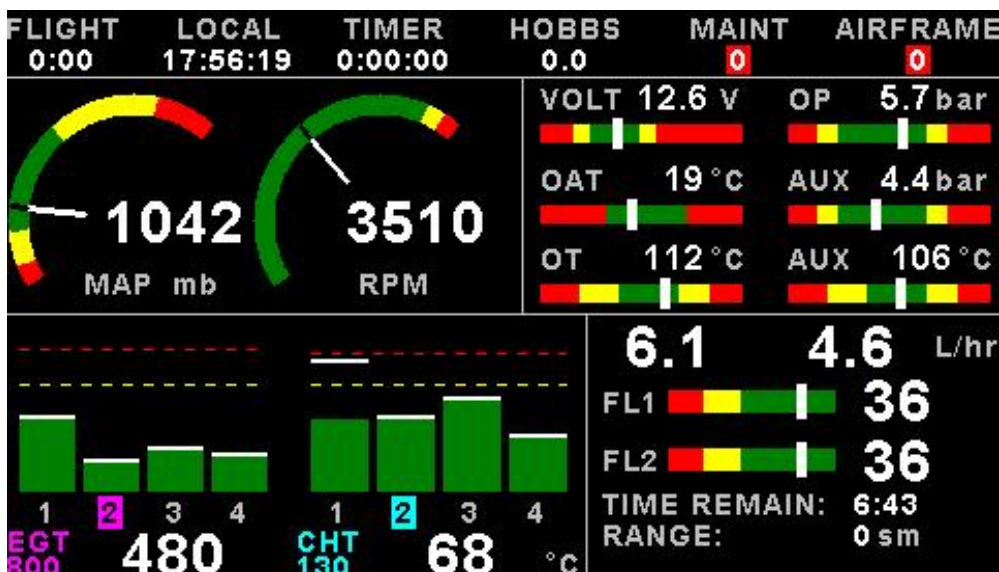 FLIGHT LOCAL TIMER HOBBS MAINT AIRFRAME
0:00 17:56:19 0:00:00 0.0 0 0
1042
MAP mb
3510
RPM
VOLT 12.6 V OP 5.7 bar
OAT 19 °C AUX 4.4 bar
OT 112 °C AUX 106 °C
1 2 3 4
EGT 480
800
1 2 3 4
CHT 68 °C
130
6.1 4.6 L/hr
FL1 36
FL2 36
TIME REMAIN: 6:43
RANGE: 0 sm